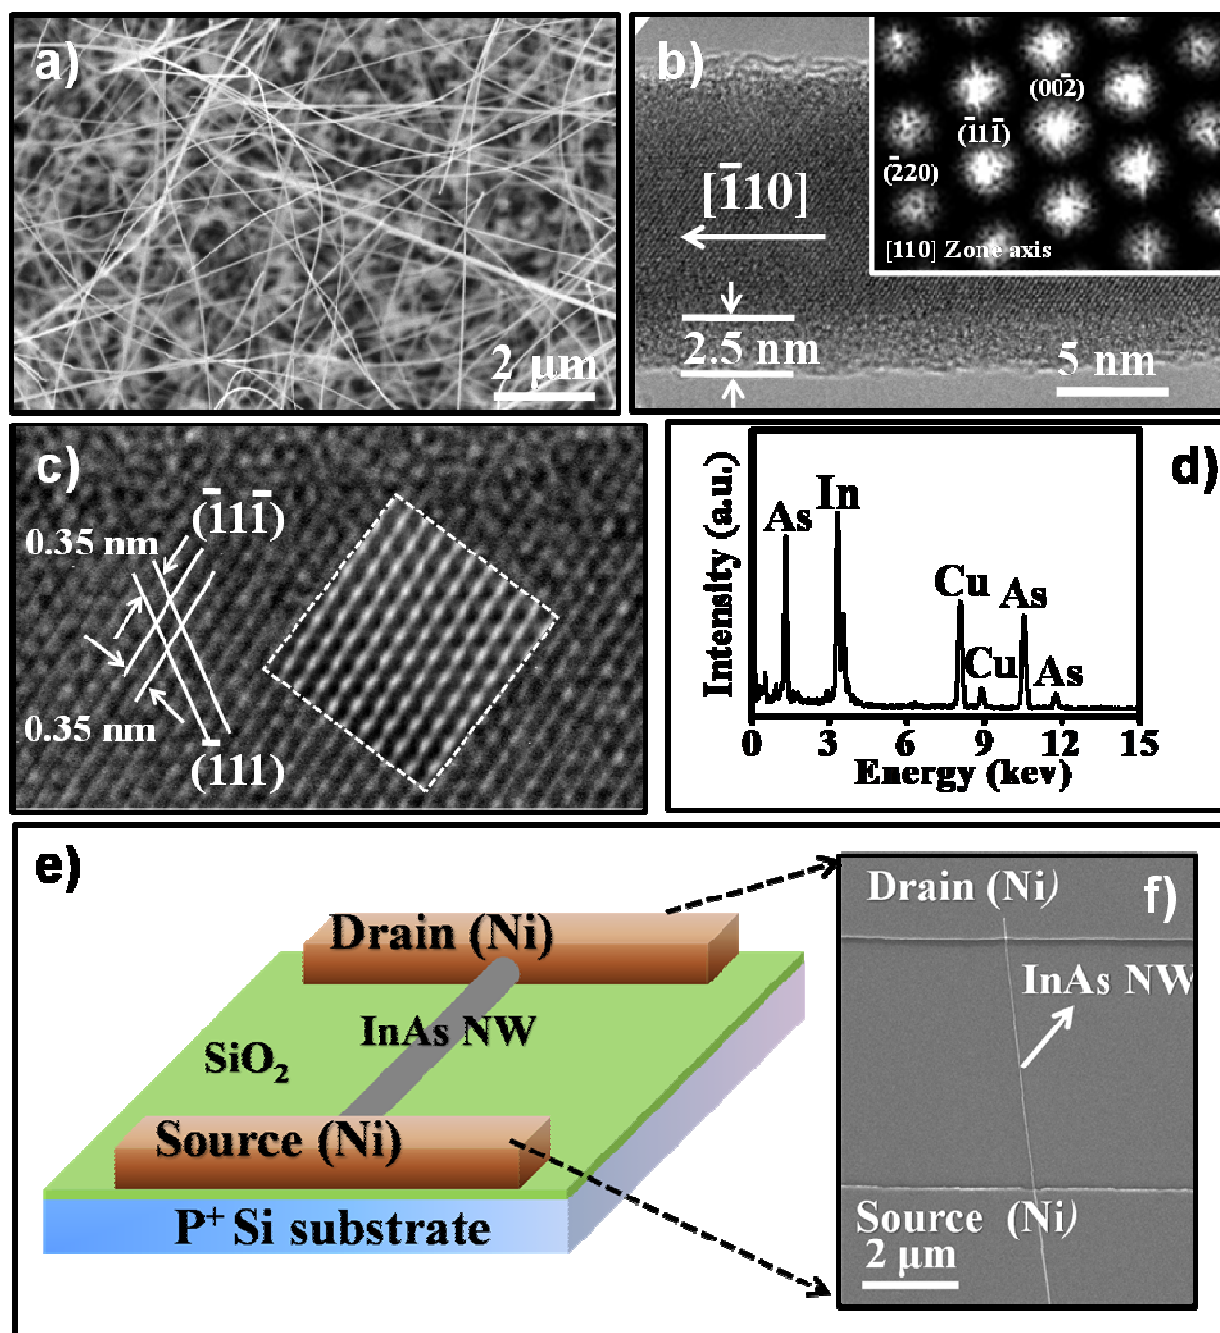 a)
2 μm
b)
(002̄)
(1̄11̄)
(2̄20)
[1̄10]
[110] Zone axis
2.5 nm
5 nm
c)
(1̄11̄)
0.35 nm
0.35 nm
(1̄11)
d)
Intensity (a.u.)
As
In
Cu
As
Cu
As
0 3 6 9 12 15
Energy (kev)
e)
Drain (Ni)
InAs NW
SiO₂
Source (Ni)
P⁺ Si substrate
f)
Drain (Ni)
InAs NW
Source (Ni)
2 μm